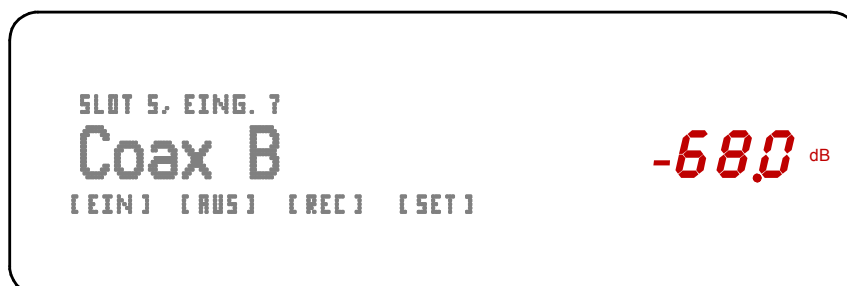 SLOT 5, EING. 7
Coax B
-68.0 dB
[EIN] [AUS] [REC] [SET]